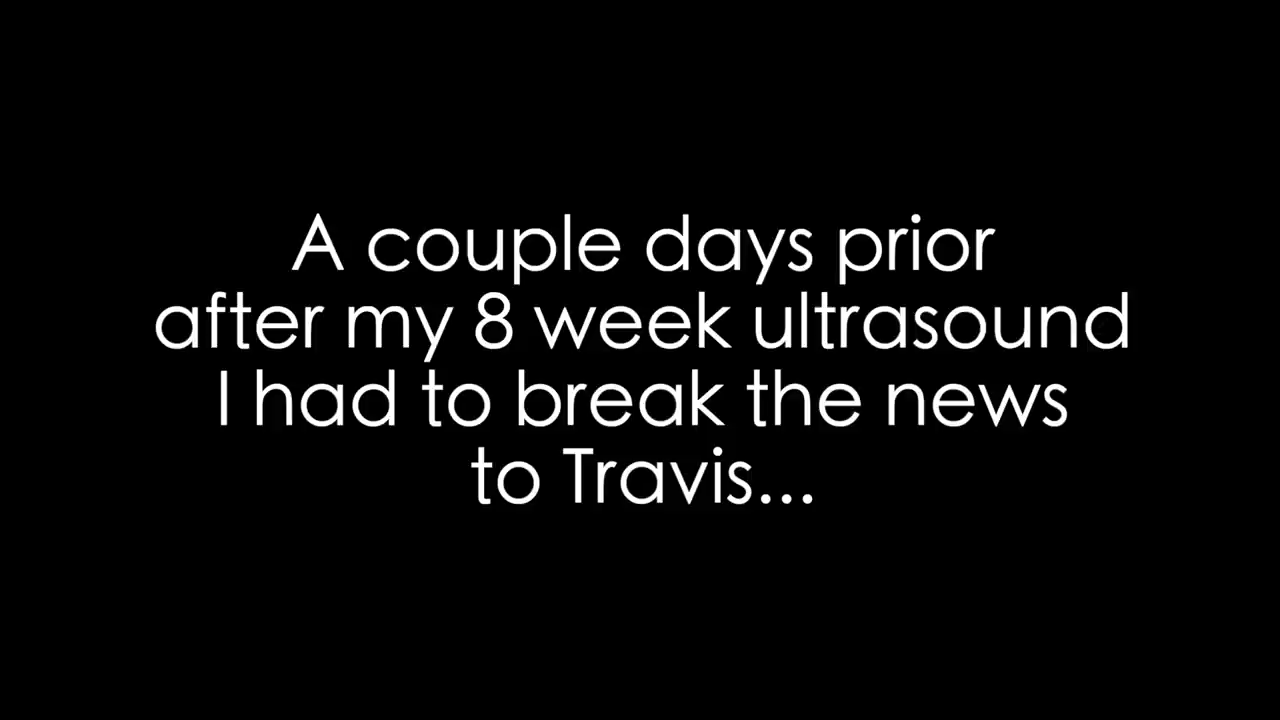 A couple days prior
after my 8 week ultrasound
I had to break the news
to Travis...